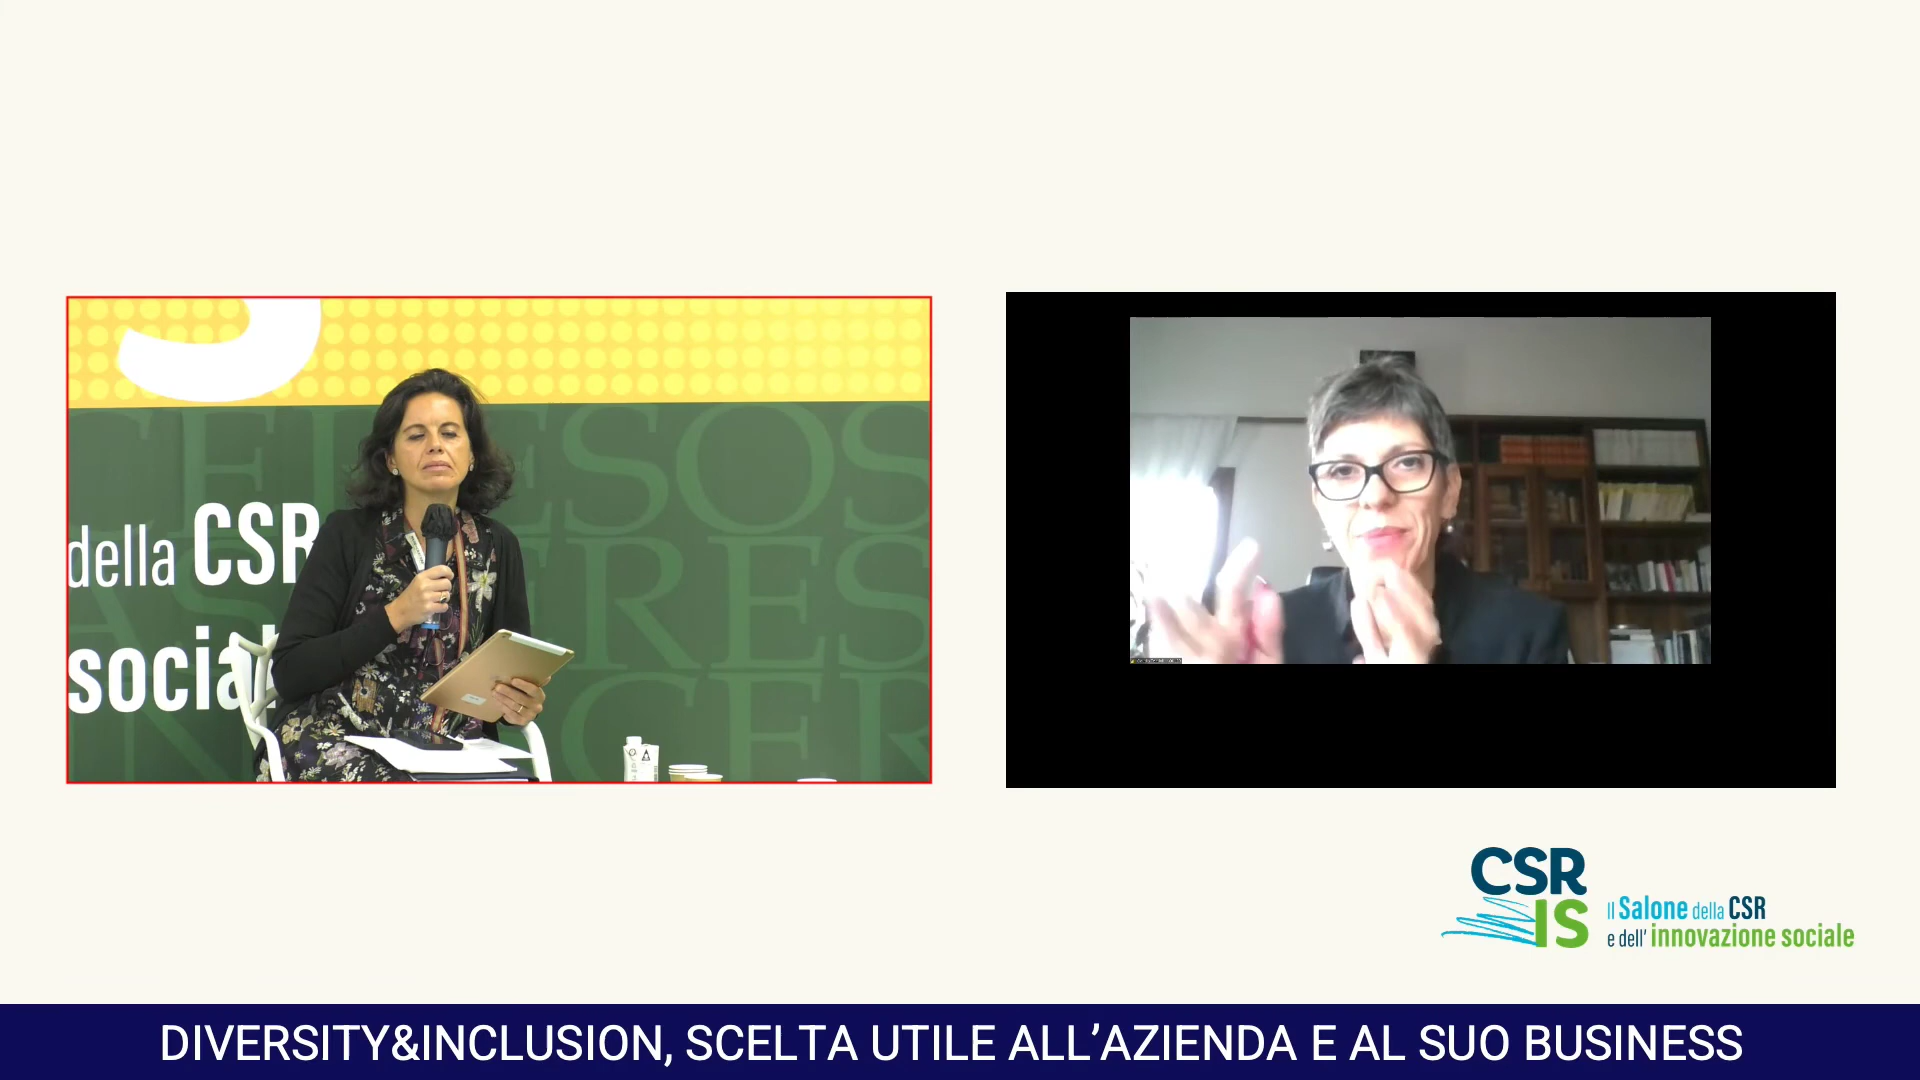 della CSR
social
CSR
IS
Il Salone della CSR
e dell' innovazione sociale
DIVERSITY&INCLUSION, SCELTA UTILE ALL’AZIENDA E AL SUO BUSINESS